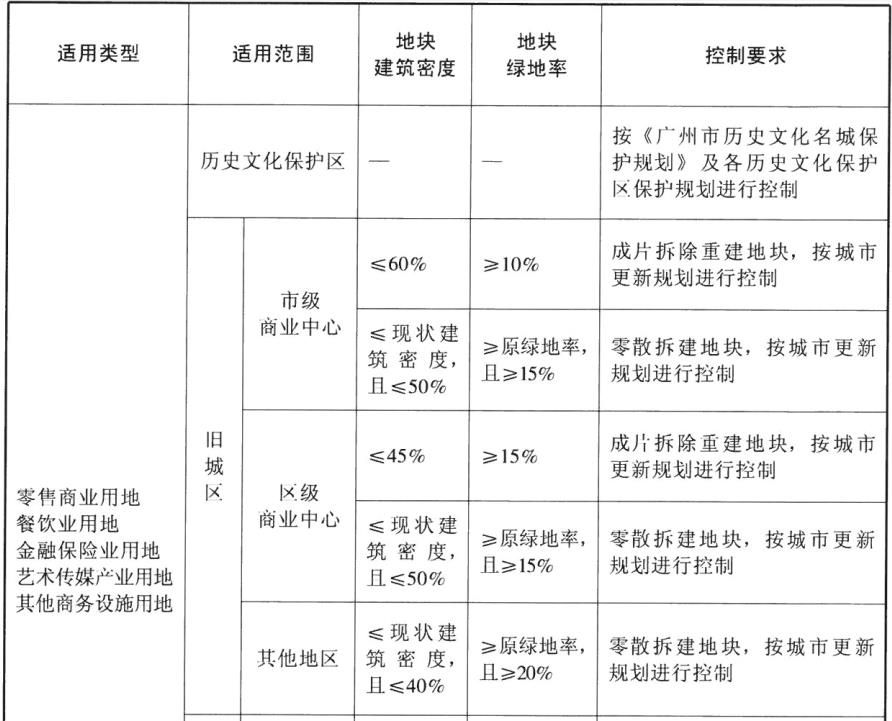 适用类型
适用范围
地块
建筑密度
地块
绿地率
控制要求
零售商业用地
餐饮业用地
金融保险业用地
艺术传媒产业用地
其他商务设施用地
历史文化保护区
—
—
按《广州市历史文化名城保
护规划》及各历史文化保护
区保护规划进行控制
旧
城
区
市级
商业中心
≤60%
≥10%
成片拆除重建地块，按城市
更新规划进行控制
≤现状建
筑密度，
且≤50%
≥原绿地率，
且≥15%
零散拆建地块，按城市更新
规划进行控制
区级
商业中心
≤45%
≥15%
成片拆除重建地块，按城市
更新规划进行控制
≤现状建
筑密度，
且≤50%
≥原绿地率，
且≥15%
零散拆建地块，按城市更新
规划进行控制
其他地区
≤现状建
筑密度，
且≤40%
≥原绿地率，
且≥20%
零散拆建地块，按城市更新
规划进行控制